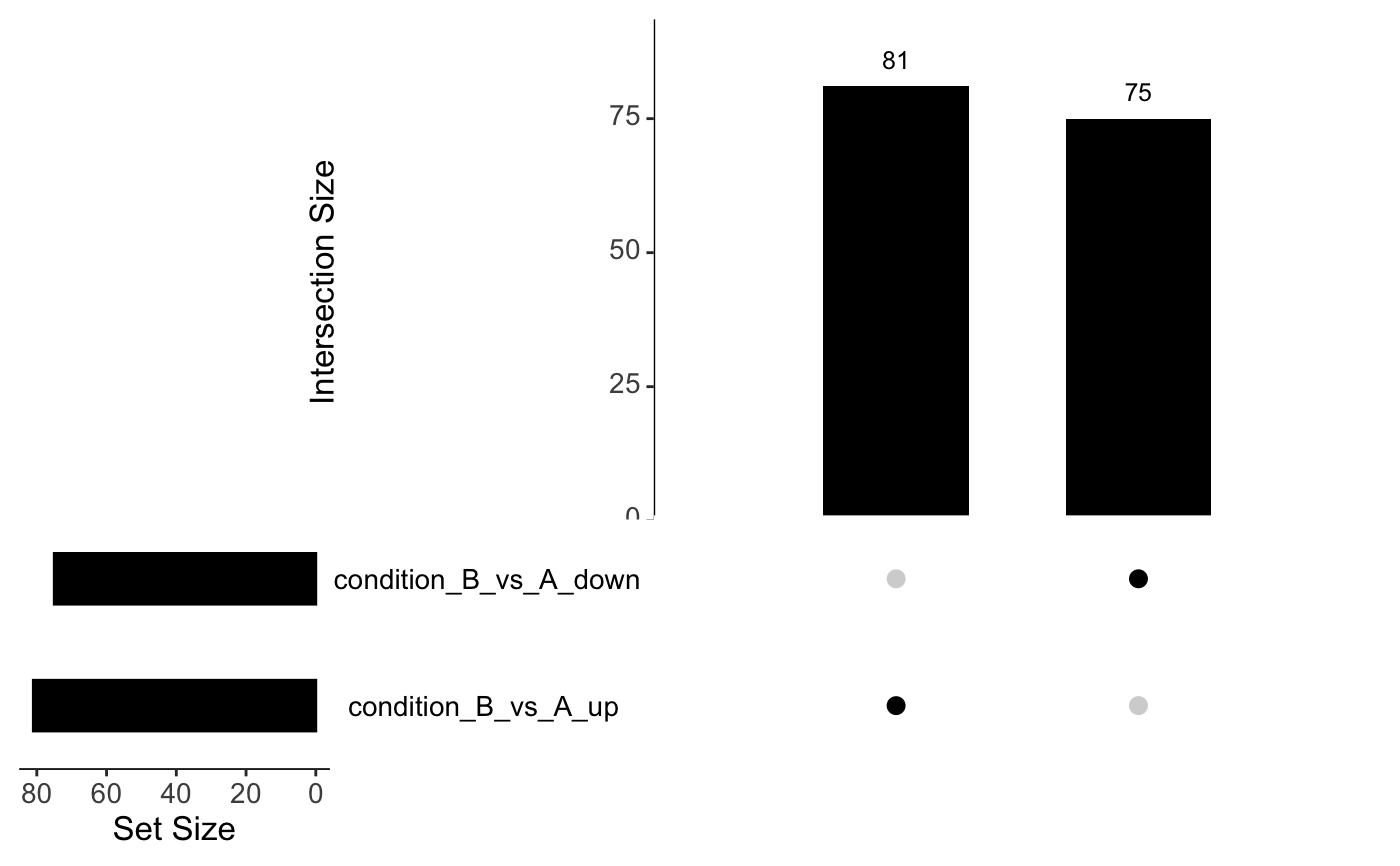 81
75
75
50
25
0
Intersection Size
condition_B_vs_A_down
condition_B_vs_A_up
80 60 40 20 0
Set Size